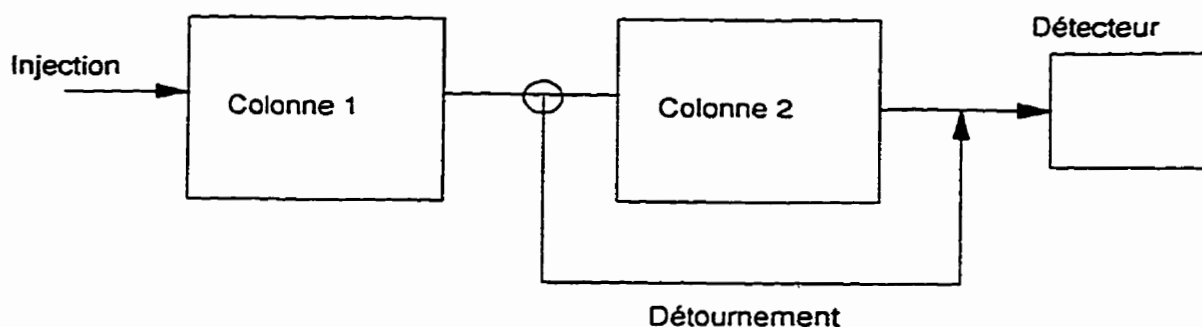 Détecteur
Injection
Colonne 1
Colonne 2
Détournement